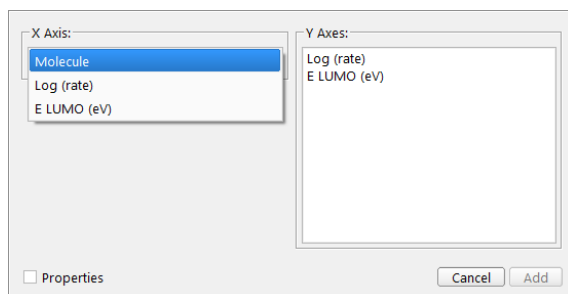 X Axis:
Molecule
Log (rate)
E LUMO (eV)
Y Axes:
Log (rate)
E LUMO (eV)
Properties
Cancel
Add